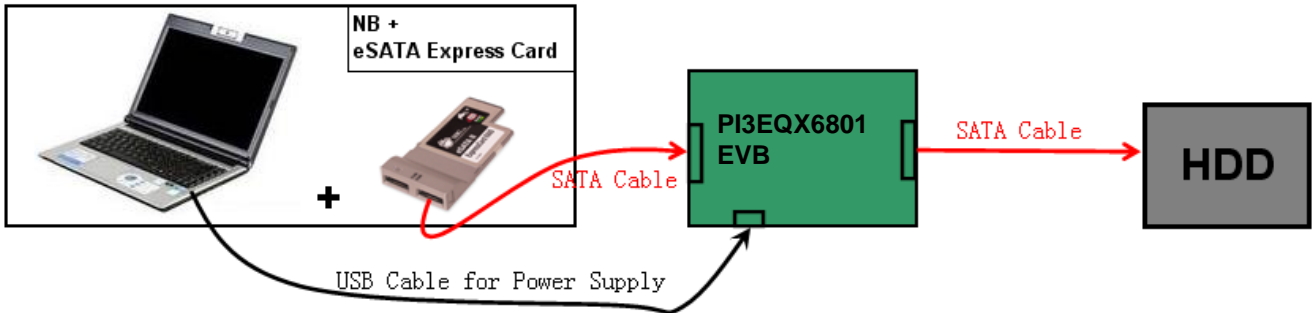 NB +
eSATA Express Card
PI3EQX6801
EVB
SATA Cable
SATA Cable
HDD
USB Cable for Power Supply